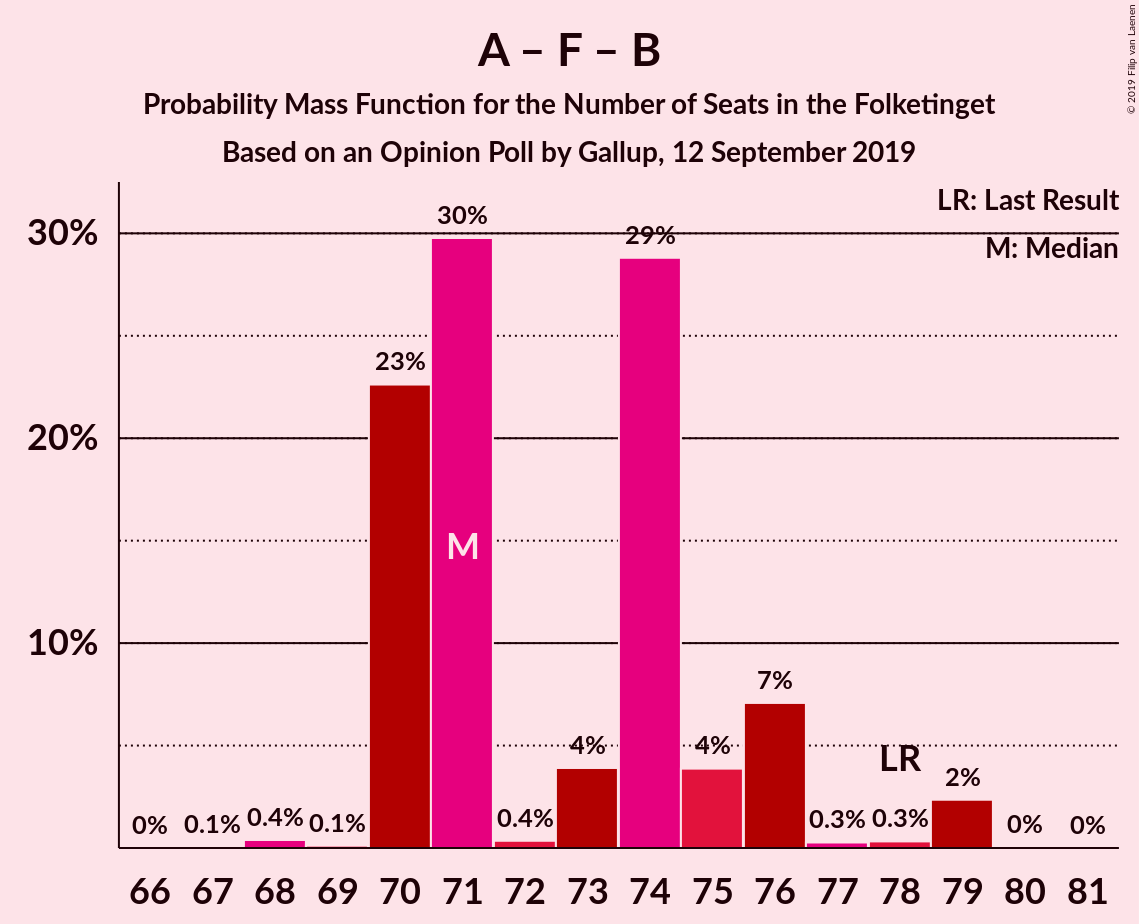 A – F – B
Probability Mass Function for the Number of Seats in the Folketinget
Based on an Opinion Poll by Gallup, 12 September 2019
© 2019 Filip van Laenen
LR: Last Result
M: Median
30%
20%
10%
0% 0.1% 0.4% 0.1% 23% 30% 0.4% 4% 29% 4% 7% 0.3% 0.3% 2% 0% 0%
M
LR
66 67 68 69 70 71 72 73 74 75 76 77 78 79 80 81